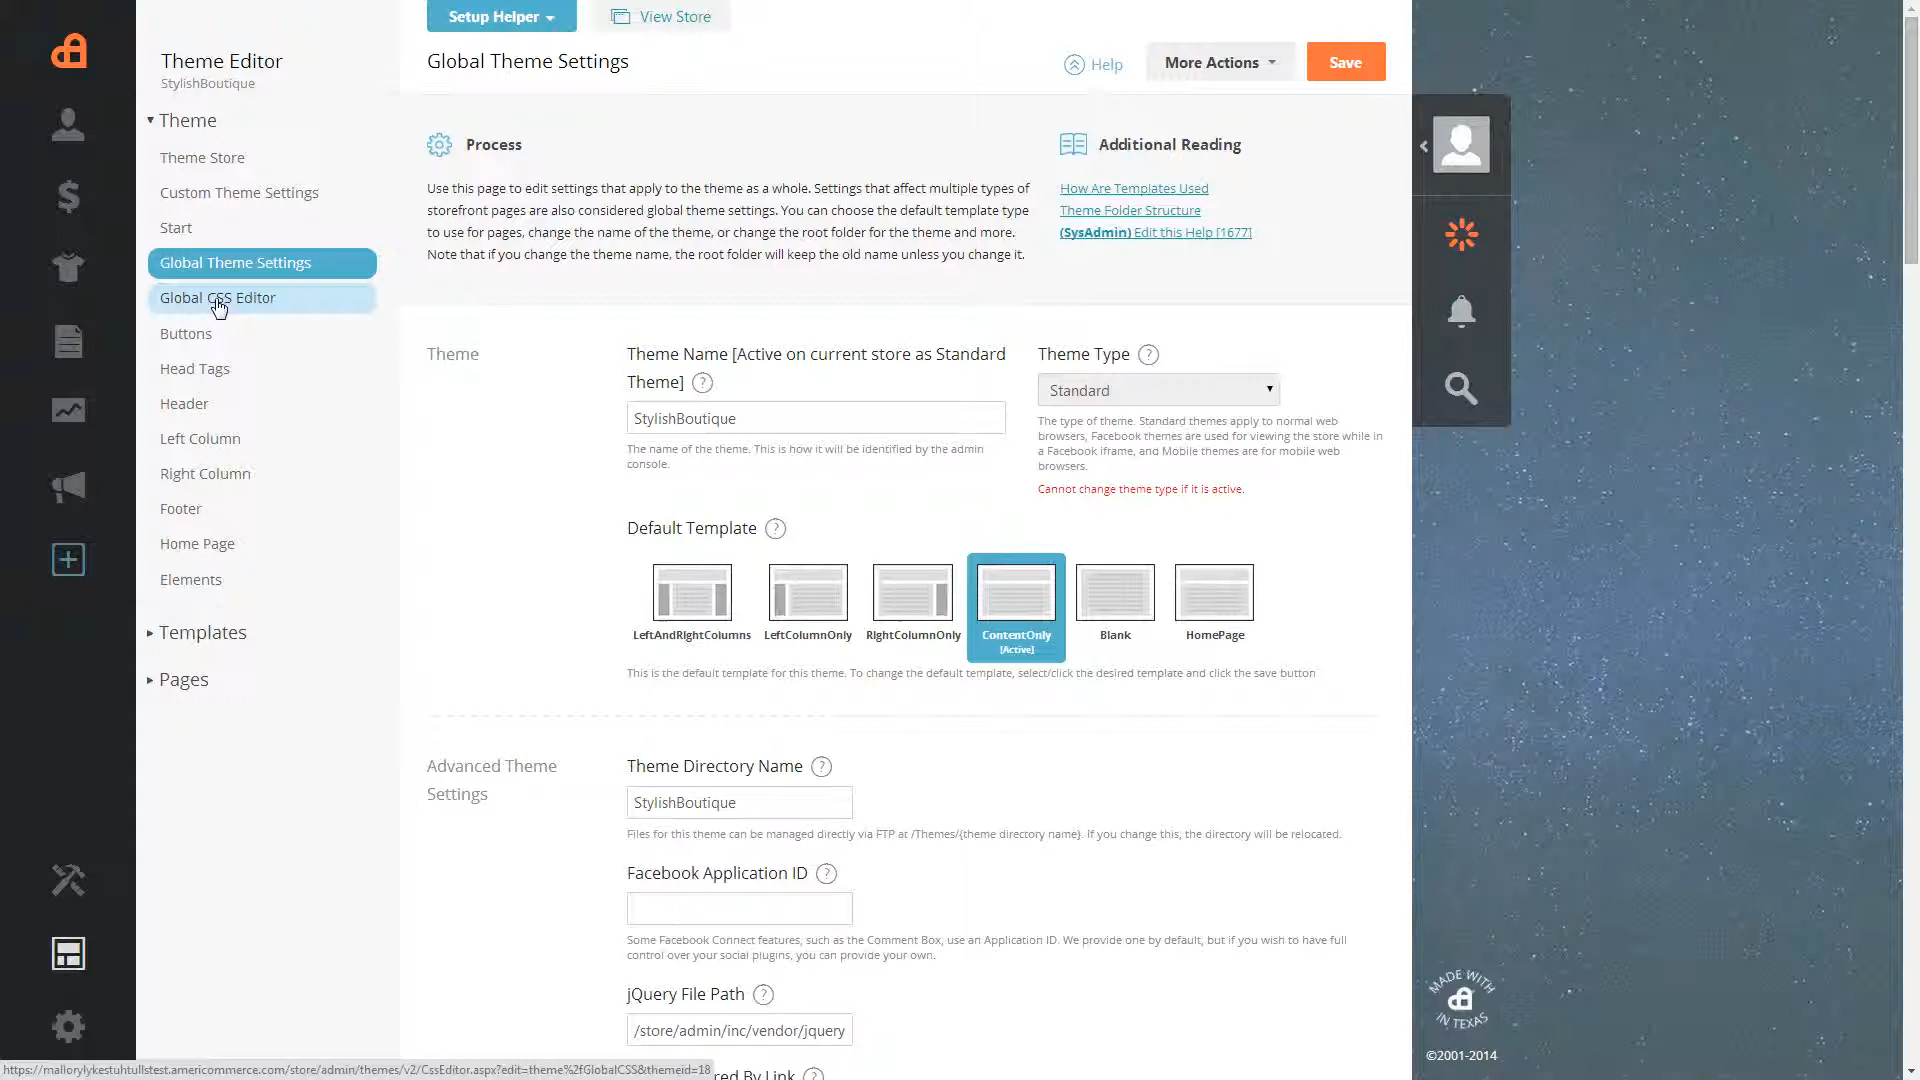 Setup Helper
View Store
Theme Editor
StylishBoutique
Global Theme Settings
Help
More Actions
Save
Theme
Theme Store
Custom Theme Settings
Start
Global Theme Settings
Global CSS Editor
Buttons
Head Tags
Header
Left Column
Right Column
Footer
Home Page
Elements
Templates
Pages
Process
Use this page to edit settings that apply to the theme as a whole. Settings that affect multiple types of
storefront pages are also considered global theme settings. You can choose the default template type
to use for pages, change the name of the theme, or change the root folder for the theme and more.
Note that if you change the theme name, the root folder will keep the old name unless you change it.
Additional Reading
How Are Templates Used
Theme Folder Structure
(SysAdmin) Edit this Help [1677]
Theme
Theme Name [Active on current store as Standard
Theme] ?
StylishBoutique
The name of the theme. This is how it will be identified by the admin
console.
Theme Type ?
Standard
The type of theme. Standard themes apply to normal web
browsers, Facebook themes are used for viewing the store while in
a Facebook iframe, and Mobile themes are for mobile web
browsers.
Cannot change theme type if it is active.
Default Template ?
LeftAndRightColumns
LeftColumnOnly
RightColumnOnly
ContentOnly
[Active]
Blank
HomePage
This is the default template for this theme. To change the default template, select/click the desired template and click the save button
Advanced Theme
Settings
Theme Directory Name ?
StylishBoutique
Files for this theme can be managed directly via FTP at /Themes/{theme directory name}. If you change this, the directory will be relocated.
Facebook Application ID ?
Some Facebook Connect features, such as the Comment Box, use an Application ID. We provide one by default, but if you wish to have full
control over your social plugins, you can provide your own.
jQuery File Path ?
/store/admin/inc/vendor/jquery
By Link ?
https://mallorylykestuhtullstest.americommerce.com/store/admin/themes/v2/CssEditor.aspx?edit=theme%2fGlobalCSS&themeid=18
MADE WITH
IN TEXAS
©2001-2014